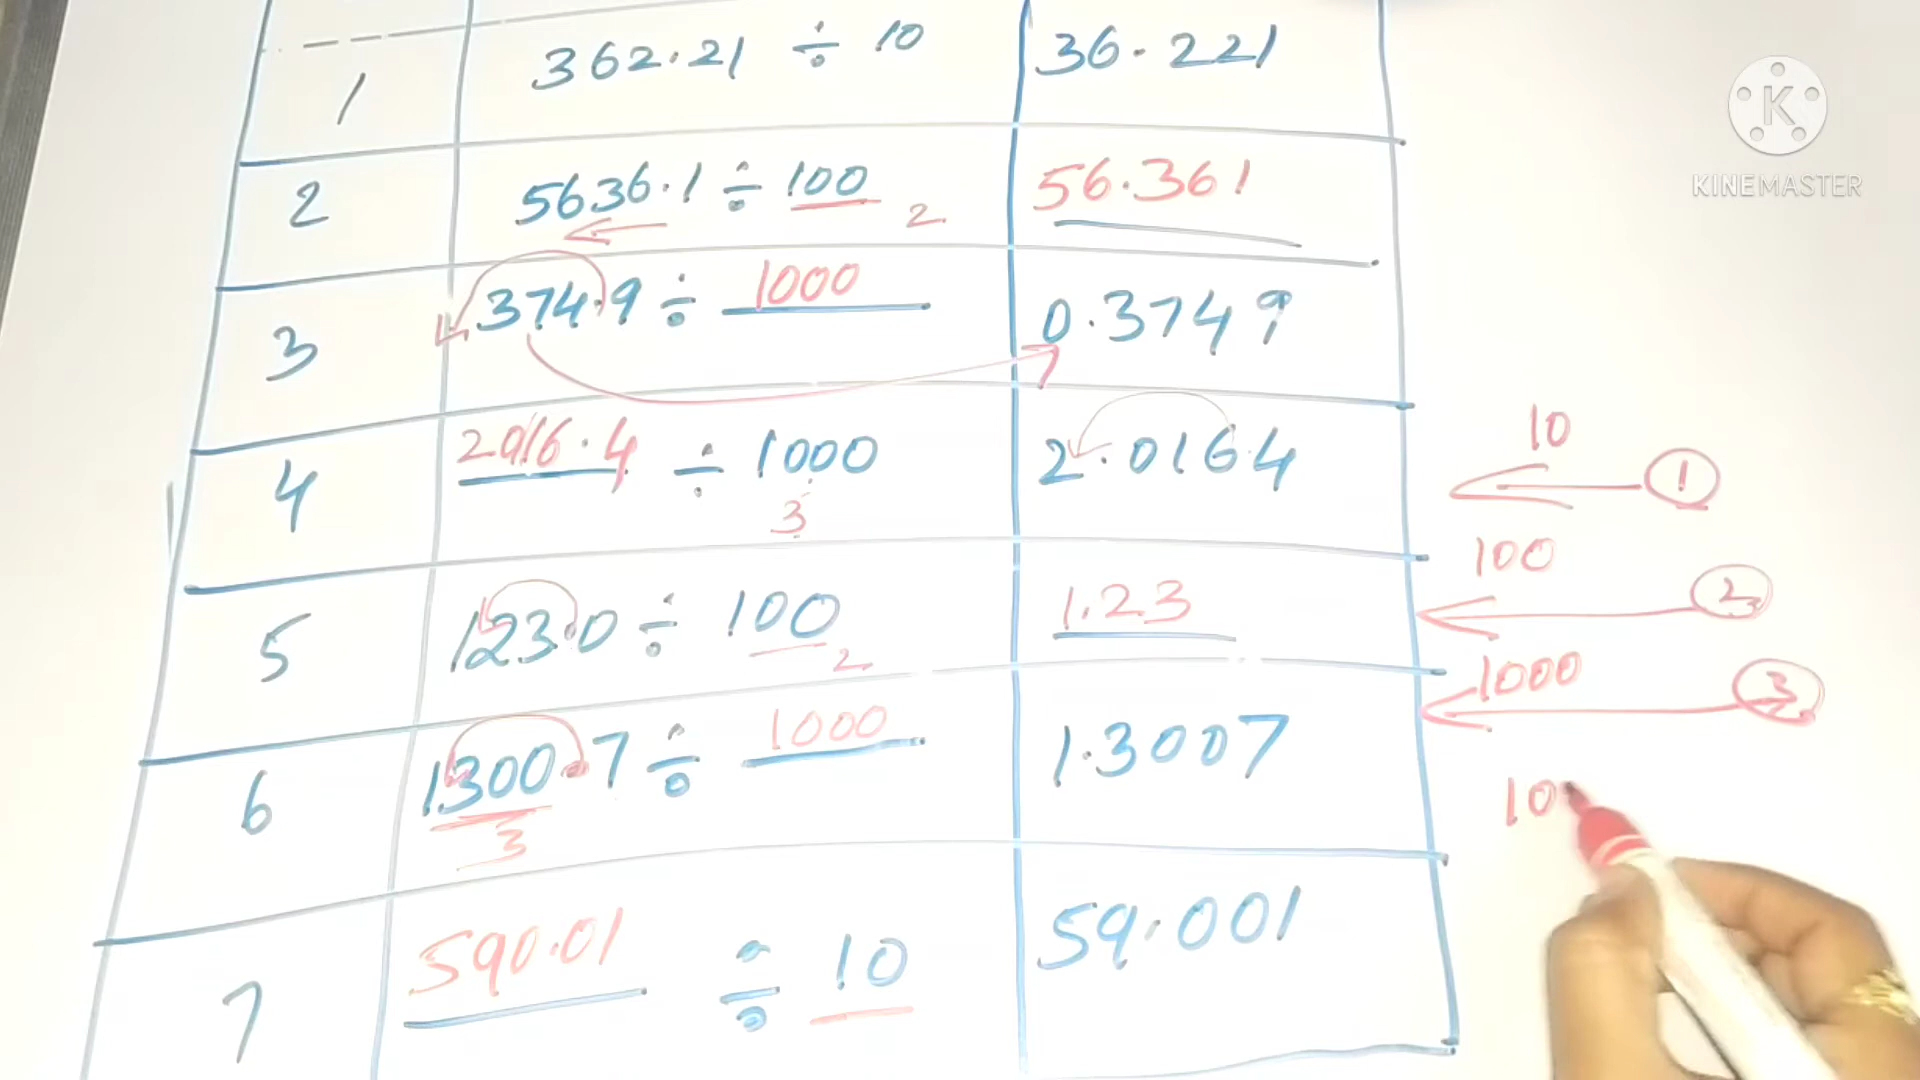 1 362.21 ÷ 10 36.221
2 5636.1 ÷ 100 2 56.361
3 374.9 ÷ 1000 0.3749
4 2016.4 ÷ 1000 3 2.0164
5 123.0 ÷ 100 2 1.23
6 1300.7 ÷ 1000 3 1.3007
7 590.01 ÷ 10 59.001
10 1
100 2
1000 3
10
K
KINEMASTER